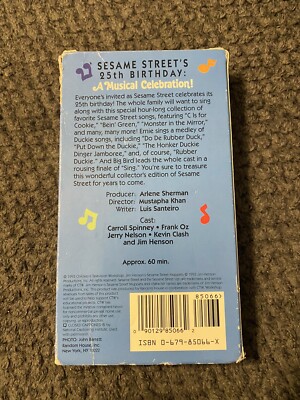 SESAME STREET'S
25th BIRTHDAY:
A Musical Celebration!
Everyone's invited as Sesame Street celebrates its
25th birthday! The whole family will want to sing
along with this special hour-long collection of
favorite Sesame Street songs, featuring "C Is for
Cookie," "Bein' Green," "Monster in the Mirror,"
and many, many more! Ernie sings a medley of
Duckie songs, including "Do De Rubber Duck,"
"Put Down the Duckie," "The Honker Duckie
Dinger Jamboree," and, of course, "Rubber
Duckie." And Big Bird leads the whole cast in a
rousing finale of "Sing." You're sure to treasure
this wonderful collector's edition of Sesame
Street for years to come.
Producer: Arlene Sherman
Director: Mustapha Khan
Writer: Luis Santeiro
Cast:
Carroll Spinney • Frank Oz
Jerry Nelson • Kevin Clash
and Jim Henson
Approx. 60 min.
PHOTO: John Barrett
Random House, Inc.
New York, NY 10022
85066
0 90129 85066 0
ISBN 0-679-85066-X